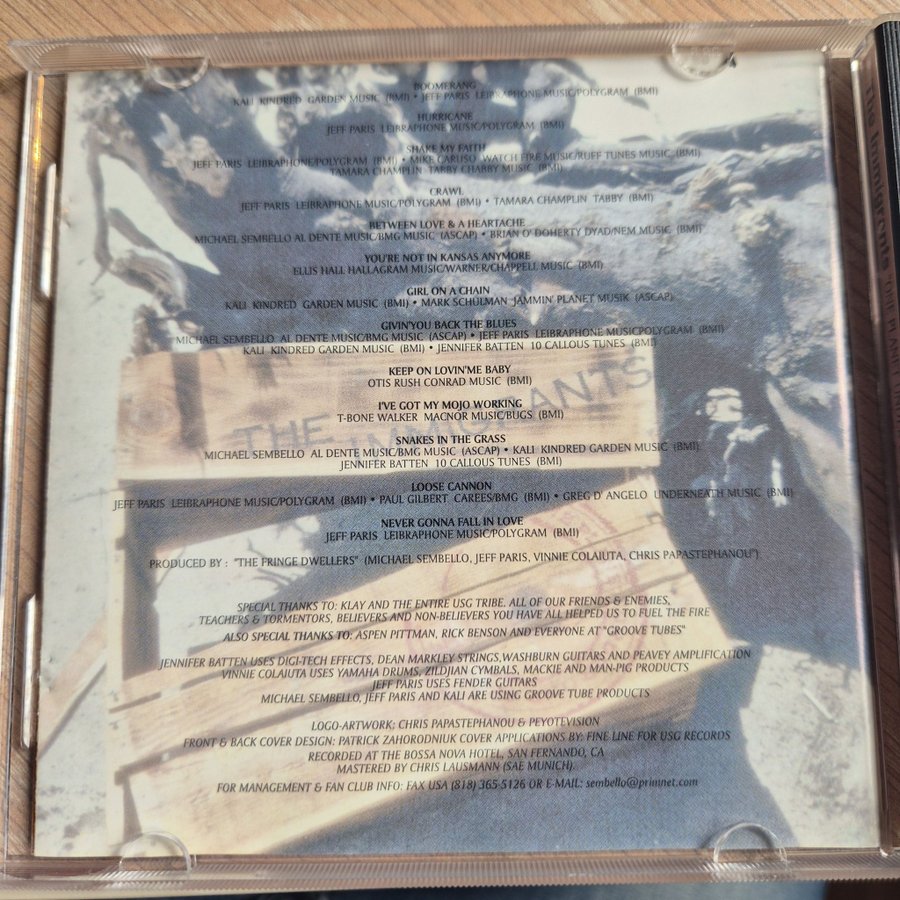 BOOMERANG
KALI KINDRED GARDEN MUSIC (BMI) • JEFF PARIS LEIBRAPHONE MUSIC/POLYGRAM (BMI)
HURRICANE
JEFF PARIS LEIBRAPHONE MUSIC/POLYGRAM (BMI)
SHAKE MY FAITH
JEFF PARIS LEIBRAPHONE/POLYGRAM (BMI) • MIKE CARUSO WATCH FIRE MUSIC/RUFF TUNES MUSIC (BMI)
TAMARA CHAMPLIN TABBY CHABBY MUSIC (BMI)
CRAWL
JEFF PARIS LEIBRAPHONE MUSIC/POLYGRAM (BMI) • TAMARA CHAMPLIN TABBY (BMI)
BETWEEN LOVE & A HEARTACHE
MICHAEL SEMBELLO AL DENTE MUSIC/BMG MUSIC (ASCAP) • BRIAN O'DOHERTY DYAD/NEM MUSIC (BMI)
YOU'RE NOT IN KANSAS ANYMORE
ELLIS HALL HALLAGRAM MUSIC/WARNER/CHAPPELL MUSIC (BMI)
GIRL ON A CHAIN
KALI KINDRED GARDEN MUSIC (BMI) • MARK SCHULMAN JAMMIN' PLANET MUSIK (ASCAP)
GIVIN'YOU BACK THE BLUES
MICHAEL SEMBELLO AL DENTE MUSIC/BMG MUSIC (ASCAP) • JEFF PARIS LEIBRAPHONE MUSICPOLYGRAM (BMI)
KALI KINDRED GARDEN MUSIC (BMI) • JENNIFER BATTEN 10 CALLOUS TUNES (BMI)
KEEP ON LOVIN'ME BABY
OTIS RUSH CONRAD MUSIC (BMI)
I'VE GOT MY MOJO WORKING
T-BONE WALKER MACNOR MUSIC/BUGS (BMI)
THE IMMIGRANTS
SNAKES IN THE GRASS
MICHAEL SEMBELLO AL DENTE MUSIC/BMG MUSIC (ASCAP) • KALI KINDRED GARDEN MUSIC (BMI)
JENNIFER BATTEN 10 CALLOUS TUNES (BMI)
LOOSE CANNON
JEFF PARIS LEIBRAPHONE MUSIC/POLYGRAM (BMI) • PAUL GILBERT CAREES/BMG (BMI) • GREG D' ANGELO UNDERNEATH MUSIC (BMI)
NEVER GONNA FALL IN LOVE
JEFF PARIS LEIBRAPHONE MUSIC/POLYGRAM (BMI)
PRODUCED BY : "THE FRINGE DWELLERS" (MICHAEL SEMBELLO, JEFF PARIS, VINNIE COLAIUTA, CHRIS PAPASTEPHANOU")
SPECIAL THANKS TO: KLAY AND THE ENTIRE USG TRIBE. ALL OF OUR FRIENDS & ENEMIES,
TEACHERS & TORMENTORS, BELIEVERS AND NON-BELIEVERS YOU HAVE ALL HELPED US TO FUEL THE FIRE
ALSO SPECIAL THANKS TO: ASPEN PITTMAN, RICK BENSON AND EVERYONE AT "GROOVE TUBES"
JENNIFER BATTEN USES DIGI-TECH EFFECTS, DEAN MARKLEY STRINGS,WASHBURN GUITARS AND PEAVEY AMPLIFICATION
VINNIE COLAIUTA USES YAMAHA DRUMS, ZILDJIAN CYMBALS, MACKIE AND MAN-PIG PRODUCTS
JEFF PARIS USES FENDER GUITARS
MICHAEL SEMBELLO, JEFF PARIS AND KALI ARE USING GROOVE TUBE PRODUCTS
LOGO-ARTWORK: CHRIS PAPASTEPHANOU & PEYOTEVISION
FRONT & BACK COVER DESIGN: PATRICK ZAHORODNIUK COVER APPLICATIONS BY: FINE LINE FOR USG RECORDS
RECORDED AT THE BOSSA NOVA HOTEL, SAN FERNANDO, CA
MASTERED BY CHRIS LAUSMANN (SAE MUNICH).
FOR MANAGEMENT & FAN CLUB INFO: FAX USA (818) 365-5126 OR E-MAIL: sembello@primnet.com
The Immigrants